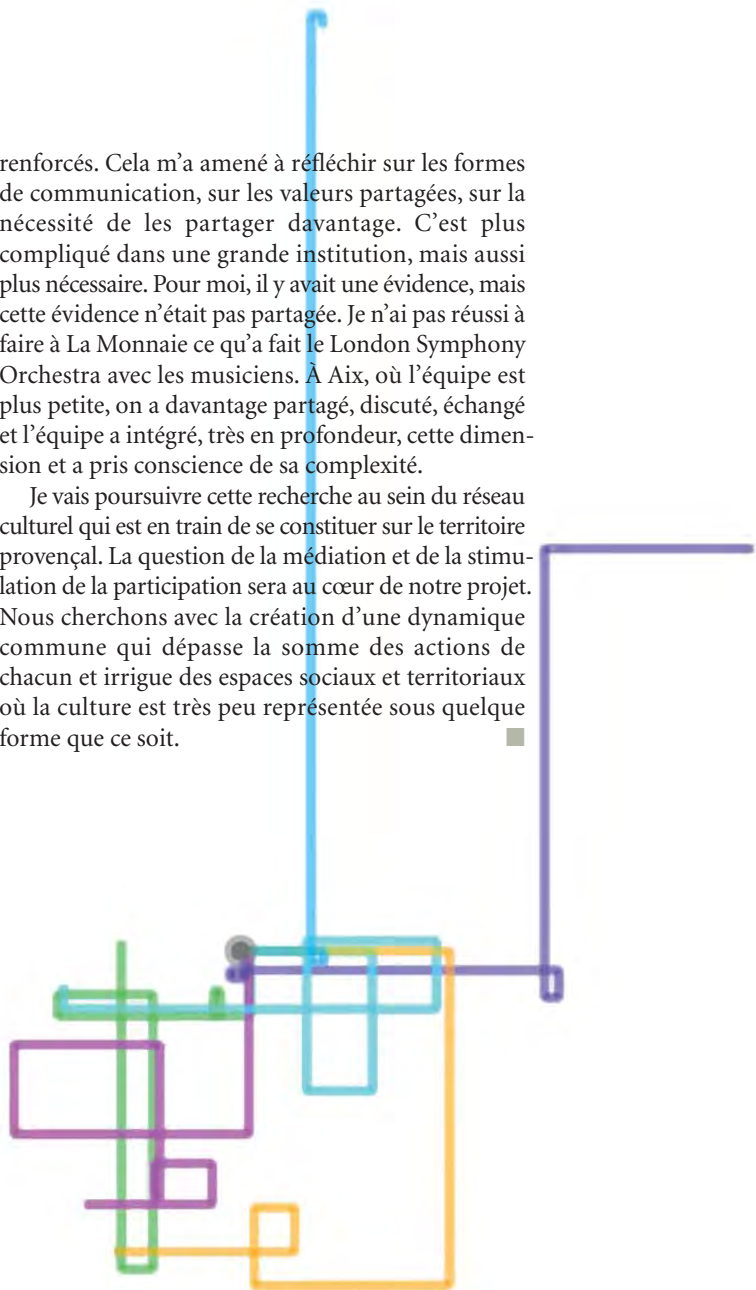 renforcés. Cela m'a amené à réfléchir sur les formes
de communication, sur les valeurs partagées, sur la
nécessité de les partager davantage. C'est plus
compliqué dans une grande institution, mais aussi
plus nécessaire. Pour moi, il y avait une évidence, mais
cette évidence n'était pas partagée. Je n'ai pas réussi à
faire à La Monnaie ce qu'a fait le London Symphony
Orchestra avec les musiciens. À Aix, où l'équipe est
plus petite, on a davantage partagé, discuté, échangé
et l'équipe a intégré, très en profondeur, cette dimen-
sion et a pris conscience de sa complexité.
Je vais poursuivre cette recherche au sein du réseau
culturel qui est en train de se constituer sur le territoire
provençal. La question de la médiation et de la stimu-
lation de la participation sera au cœur de notre projet.
Nous cherchons avec la création d'une dynamique
commune qui dépasse la somme des actions de
chacun et irrigue des espaces sociaux et territoriaux
où la culture est très peu représentée sous quelque
forme que ce soit.